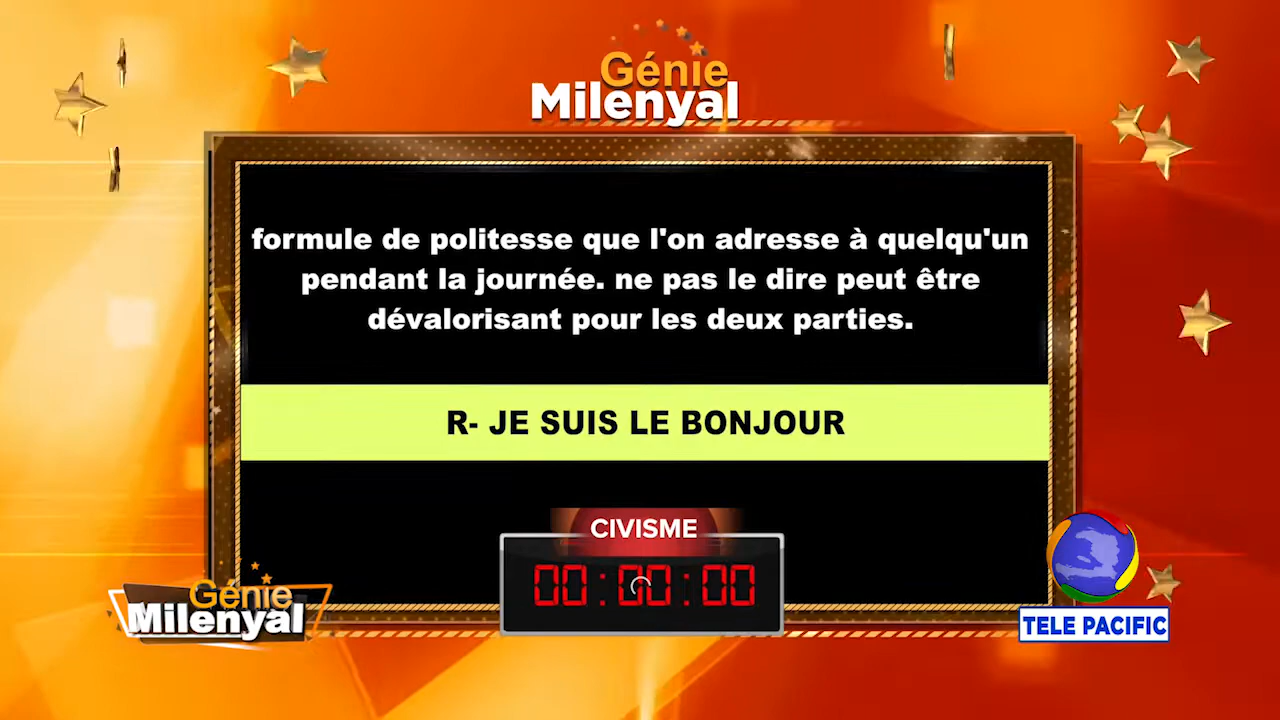 Génie
Milenyal
formule de politesse que l'on adresse à quelqu'un
pendant la journée. ne pas le dire peut être
dévalorisant pour les deux parties.
R- JE SUIS LE BONJOUR
CIVISME
00:00:00
Génie
Milenyal
TELE PACIFIC